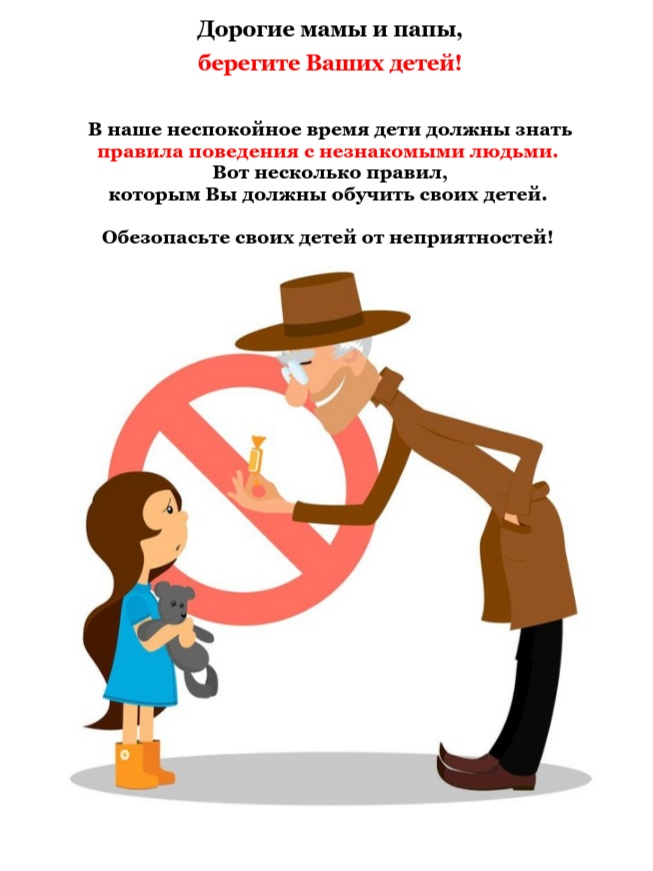 Дорогие мамы и папы,
берегите Ваших детей!
В наше неспокойное время дети должны знать
правила поведения с незнакомыми людьми.
Вот несколько правил,
которым Вы должны обучить своих детей.
Обезопасьте своих детей от неприятностей!